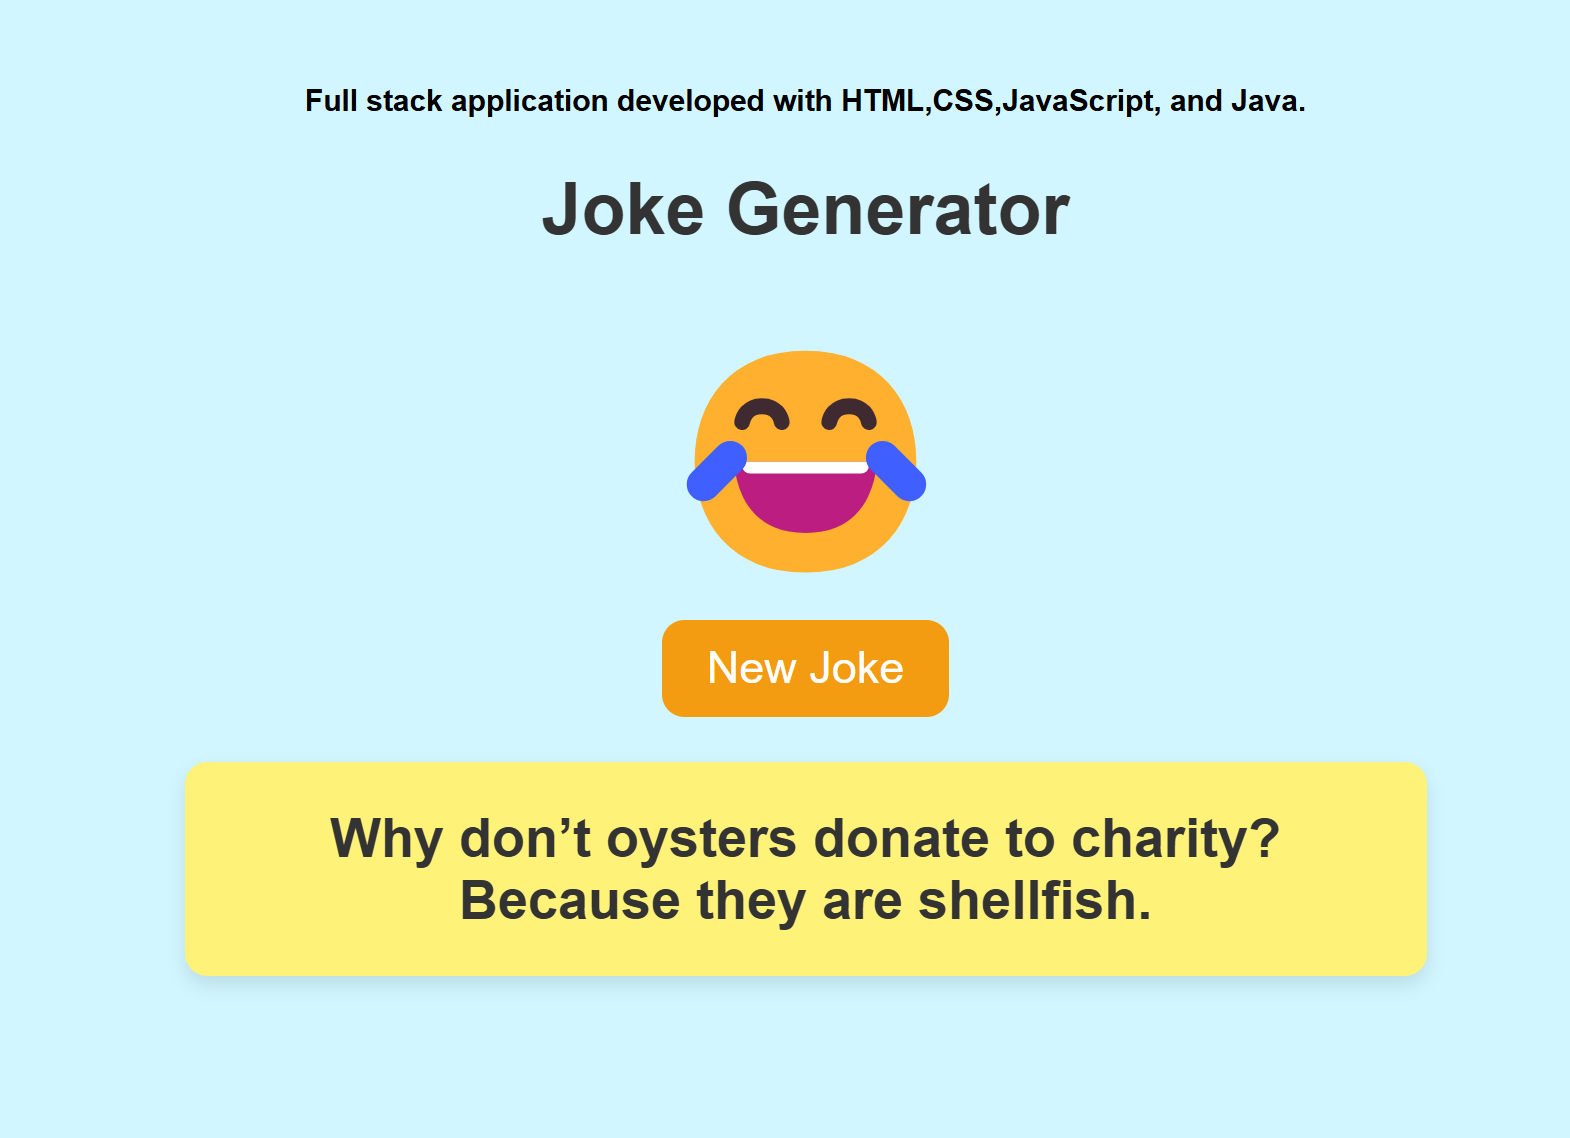 Full stack application developed with HTML,CSS,JavaScript, and Java.
Joke Generator
New Joke
Why don’t oysters donate to charity?
Because they are shellfish.